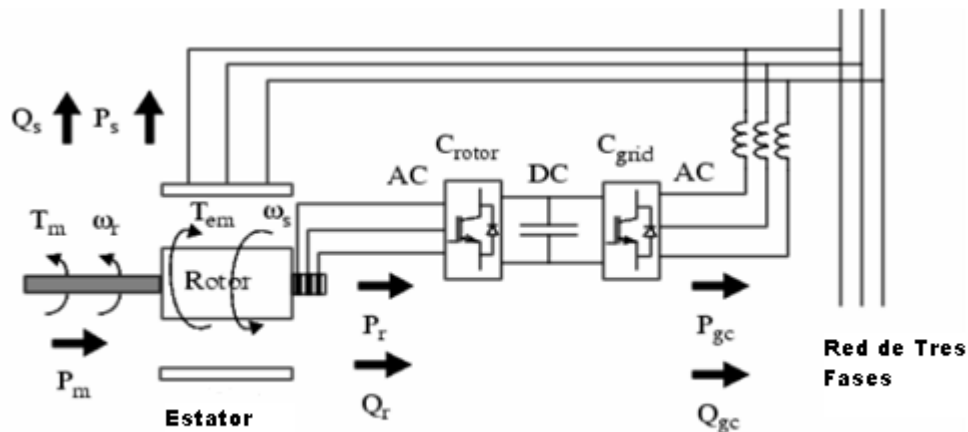 Qs Ps
Crotor
Cgrid
AC
DC
AC
Tm ωr
Tem ωs
Rotor
Pm
Pr
Qr
Pgc
Qgc
Estator
Red de Tres
Fases